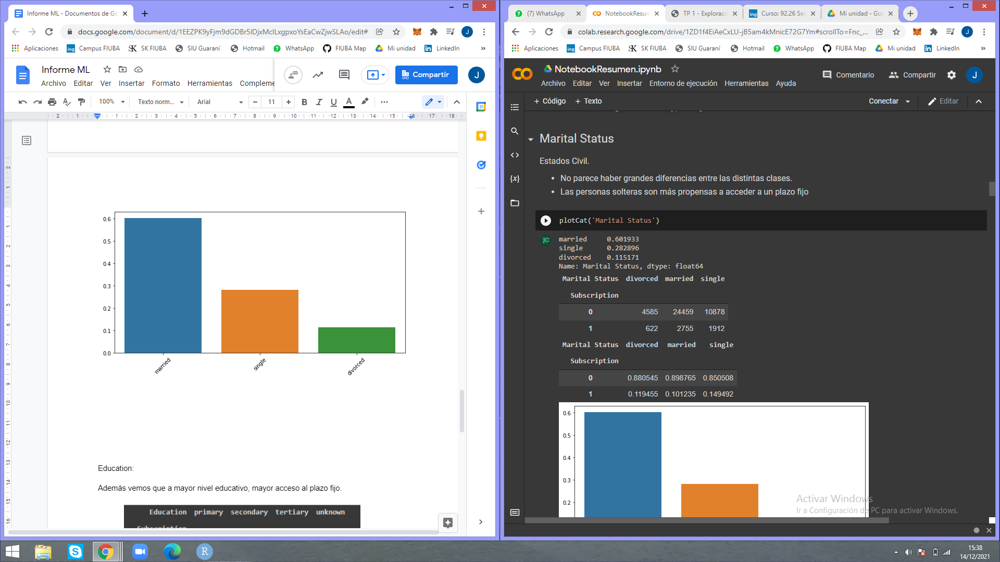 Informe ML - Documentos de Go
docs.google.com/document/d/1EEZPK9yFjm9dGDBr5IDjxMclLxgpxoYsEaCwZjwSLAo/edit#
Aplicaciones Campus FIUBA SK FIUBA SIU Guaraní Hotmail WhatsApp FIUBA Map Mi unidad LinkedIn »
Informe ML
Archivo Editar Ver Insertar Formato Herramientas Compleme
Compartir
J
100% Texto norm... Arial 11 B I U A
2 1 1 2 3 4 5 6 7 8 9 10 11 12 13 14 15 16 17 18
0.6
0.5
0.4
0.3
0.2
0.1
0.0
married single divorced
Education:
Además vemos que a mayor nivel educativo, mayor acceso al plazo fijo.
Education primary secondary tertiary unknown
Subscription
(7) WhatsApp NotebookResum TP 1 - Exploraci Curso: 92.26 Sem Mi unidad - Goo
colab.research.google.com/drive/1ZD1f4EiAeCxLU-jB5am4kMnicE72G7Ym#scrollTo=Fnc_...
Aplicaciones Campus FIUBA SK FIUBA SIU Guaraní Hotmail WhatsApp FIUBA Map Mi unidad LinkedIn »
NotebookResumen.ipynb
Archivo Editar Ver Insertar Entorno de ejecución Herramientas Ayuda
Comentario Compartir J
+ Código + Texto Conectar Editar
Marital Status
Estados Civil.
• No parece haber grandes diferencias entre las distintas clases.
• Las personas solteras son más propensas a acceder a un plazo fijo
plotCat('Marital Status')
JC
married 0.601933
single 0.282896
divorced 0.115171
Name: Marital Status, dtype: float64
Marital Status divorced married single
Subscription
0 4585 24459 10878
1 622 2755 1912
Marital Status divorced married single
Subscription
0 0.880545 0.898765 0.850508
1 0.119455 0.101235 0.149492
0.6
0.5
0.4
0.3
0.2
Activar Windows
Ir a Configuración de PC para activar Windows.
15:38
14/12/2021